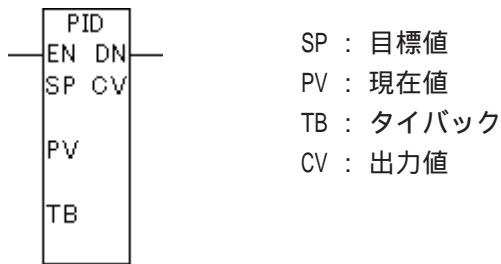 PID
EN DN
SP CV
PV
TB
SP : 目標値
PV : 現在値
TB : タイバック
CV : 出力値